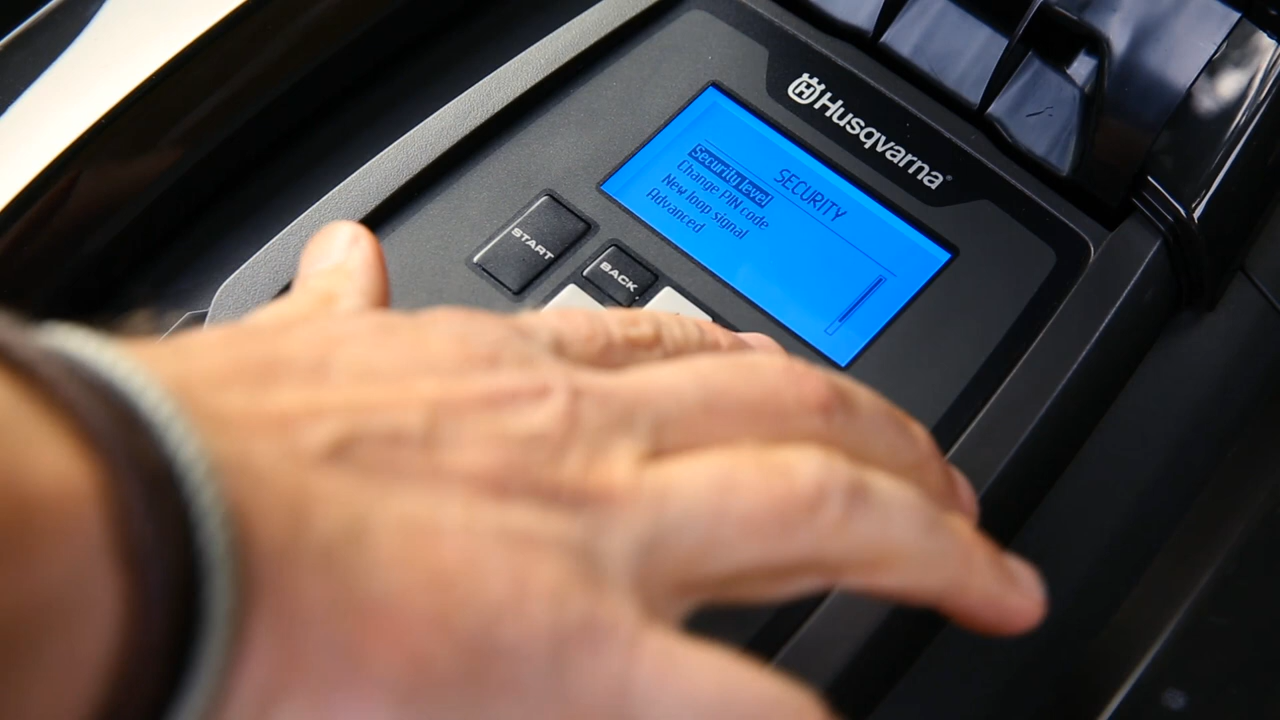 Husqvarna
SECURITY
Security level
Change PIN code
New loop signal
Advanced
START
BACK